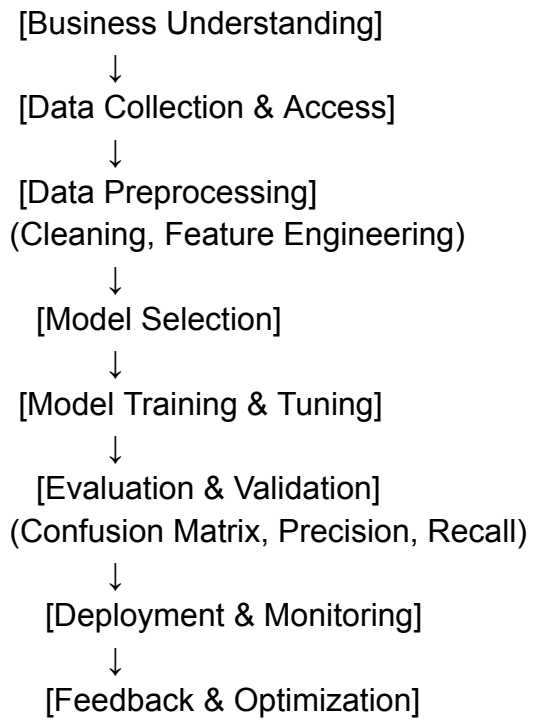 [Business Understanding]
↓
[Data Collection & Access]
↓
[Data Preprocessing]
(Cleaning, Feature Engineering)
↓
[Model Selection]
↓
[Model Training & Tuning]
↓
[Evaluation & Validation]
(Confusion Matrix, Precision, Recall)
↓
[Deployment & Monitoring]
↓
[Feedback & Optimization]